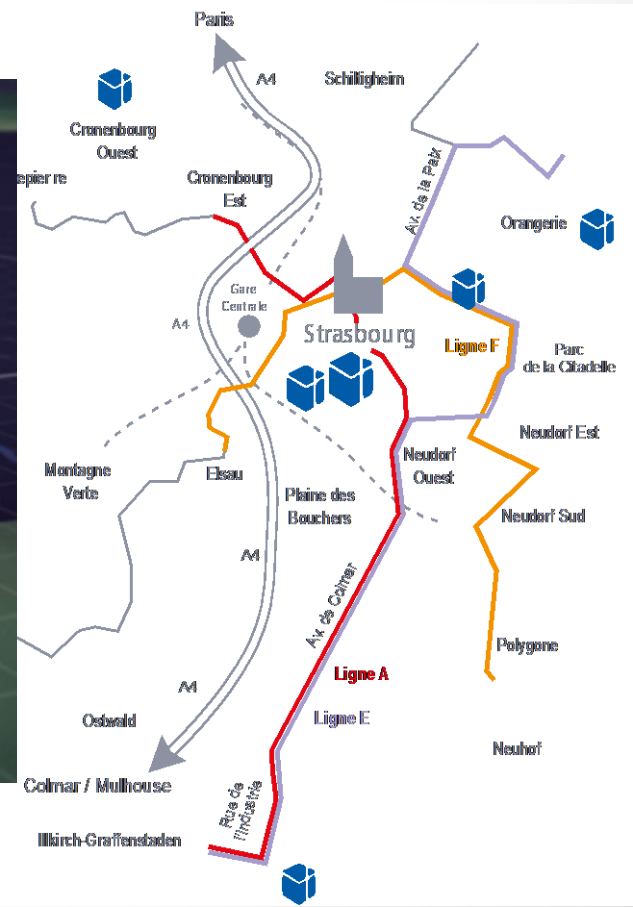 Paris
A4
Schiltigheim
Cronenbourg
Ouest
epierre
Cronenbourg
Est
Av. de la Paix
Orangerie
Gare
Centrale
A4
Strasbourg
Ligne F
Parc
de la Citadelle
Neudorf Est
Neudorf
Ouest
Montagne
Verte
Elsau
Plaine des
Bouchers
Neudorf Sud
A4
Av. de Colmar
Polygone
Ligne A
A4
Ligne E
Ostwald
Neuhof
Colmar / Mulhouse
Rue de
l'Industrie
Illkirch-Graffenstaden